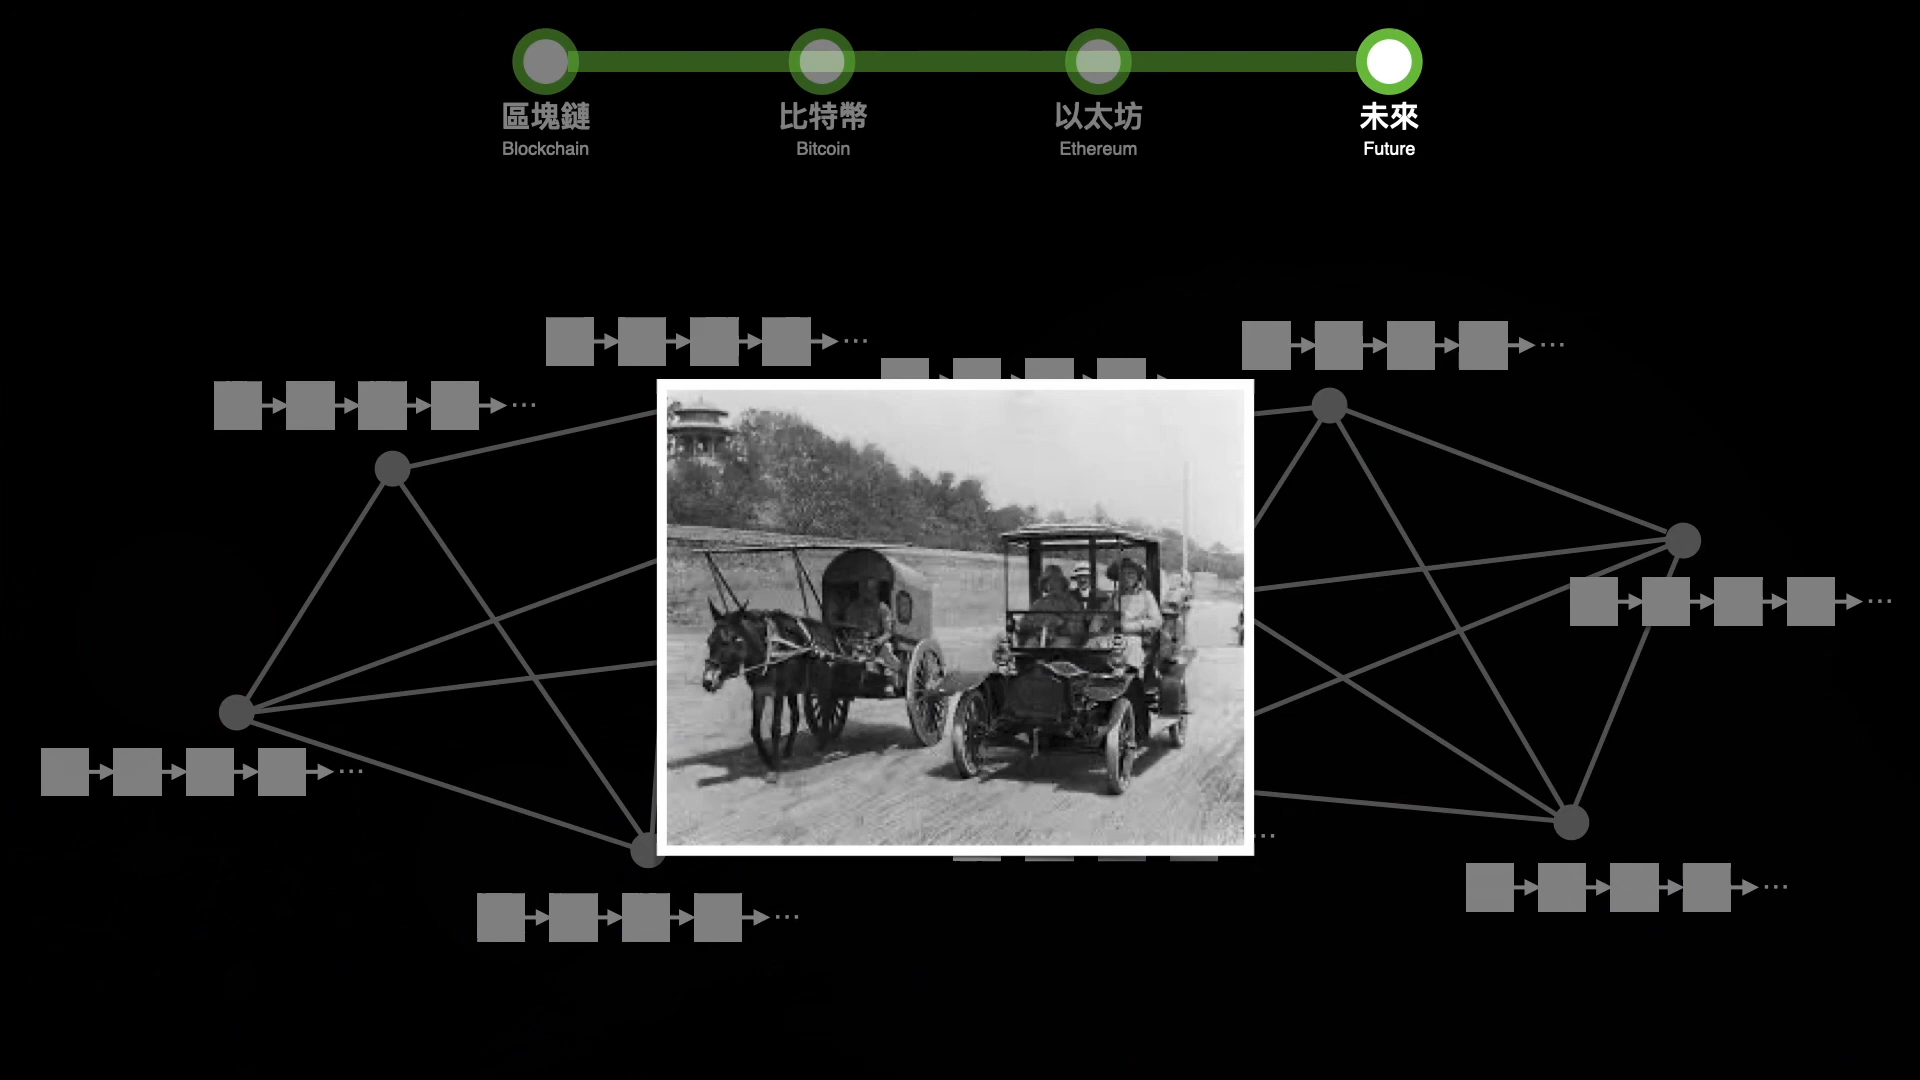 區塊鏈
Blockchain
比特幣
Bitcoin
以太坊
Ethereum
未來
Future